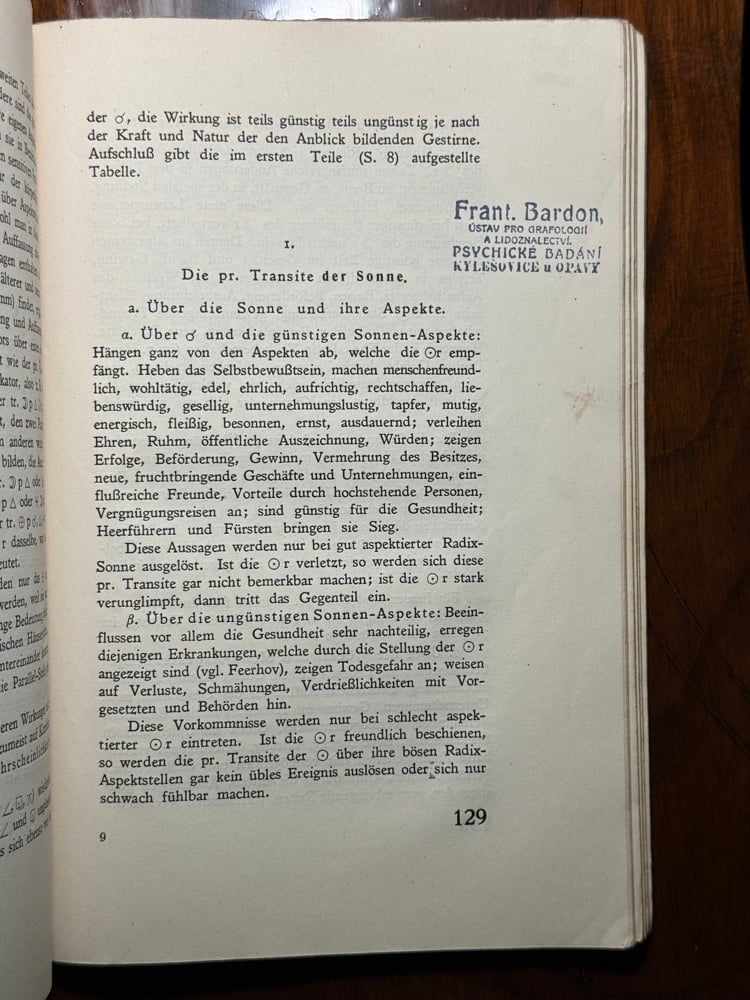 der ☌, die Wirkung ist teils günstig teils ungünstig je nach
der Kraft und Natur der den Anblick bildenden Gestirne.
Aufschluß gibt die im ersten Teile (S. 8) aufgestellte
Tabelle.
Frant. Bardon,
ÚSTAV PRO GRAFOLOGII
A LIDOZNALECTVÍ.
PSYCHICKÉ BADÁNÍ
KYLEŠOVICE u OPAVY
1.
Die pr. Transite der Sonne.
a. Über die Sonne und ihre Aspekte.
α. Über ☌ und die günstigen Sonnen-Aspekte:
Hängen ganz von den Aspekten ab, welche die ☉r emp-
fängt. Heben das Selbstbewußtsein, machen menschenfreund-
lich, wohltätig, edel, ehrlich, aufrichtig, rechtschaffen, lie-
benswürdig, gesellig, unternehmungslustig, tapfer, mutig,
energisch, fleißig, besonnen, ernst, ausdauernd; verleihen
Ehren, Ruhm, öffentliche Auszeichnung, Würden; zeigen
Erfolge, Beförderung, Gewinn, Vermehrung des Besitzes,
neue, fruchtbringende Geschäfte und Unternehmungen, ein-
flußreiche Freunde, Vorteile durch hochstehende Personen,
Vergnügungsreisen an; sind günstig für die Gesundheit;
Heerführern und Fürsten bringen sie Sieg.
Diese Aussagen werden nur bei gut aspektierter Radix-
Sonne ausgelöst. Ist die ☉ r verletzt, so werden sich diese
pr. Transite gar nicht bemerkbar machen; ist die ☉ r stark
verunglimpft, dann tritt das Gegenteil ein.
β. Über die ungünstigen Sonnen-Aspekte: Beein-
flussen vor allem die Gesundheit sehr nachteilig, erregen
diejenigen Erkrankungen, welche durch die Stellung der ☉ r
angezeigt sind (vgl. Feerhov), zeigen Todesgefahr an; weisen
auf Verluste, Schmähungen, Verdrießlichkeiten mit Vor-
gesetzten und Behörden hin.
Diese Vorkommnisse werden nur bei schlecht aspek-
tierter ☉ r eintreten. Ist die ☉r freundlich beschienen,
so werden die pr. Transite der ☉ über ihre bösen Radix-
Aspektstellen gar kein übles Ereignis auslösen oder sich nur
schwach fühlbar machen.
129
9